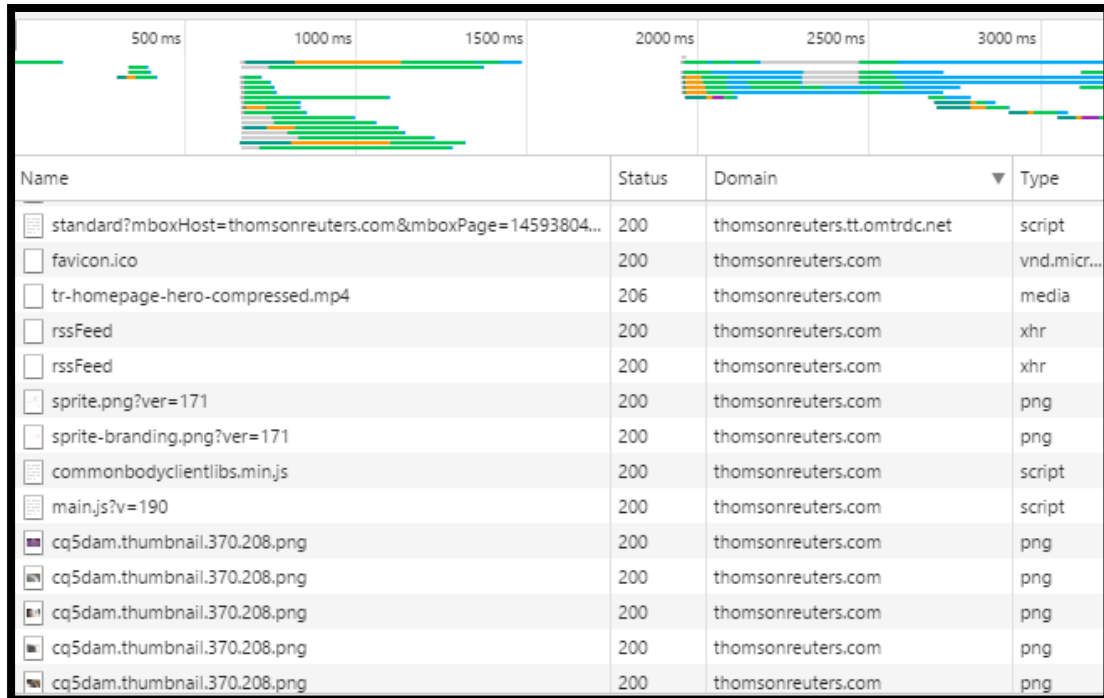 500 ms 1000 ms 1500 ms 2000 ms 2500 ms 3000 ms
Name Status Domain ▼ Type
standard?mboxHost=thomsonreuters.com&mboxPage=14593804... 200 thomsonreuters.tt.omtrdc.net script
favicon.ico 200 thomsonreuters.com vnd.micr...
tr-homepage-hero-compressed.mp4 206 thomsonreuters.com media
rssFeed 200 thomsonreuters.com xhr
rssFeed 200 thomsonreuters.com xhr
sprite.png?ver=171 200 thomsonreuters.com png
sprite-branding.png?ver=171 200 thomsonreuters.com png
commonbodyclientlibs.min.js 200 thomsonreuters.com script
main.js?v=190 200 thomsonreuters.com script
cq5dam.thumbnail.370.208.png 200 thomsonreuters.com png
cq5dam.thumbnail.370.208.png 200 thomsonreuters.com png
cq5dam.thumbnail.370.208.png 200 thomsonreuters.com png
cq5dam.thumbnail.370.208.png 200 thomsonreuters.com png
cq5dam.thumbnail.370.208.png 200 thomsonreuters.com png